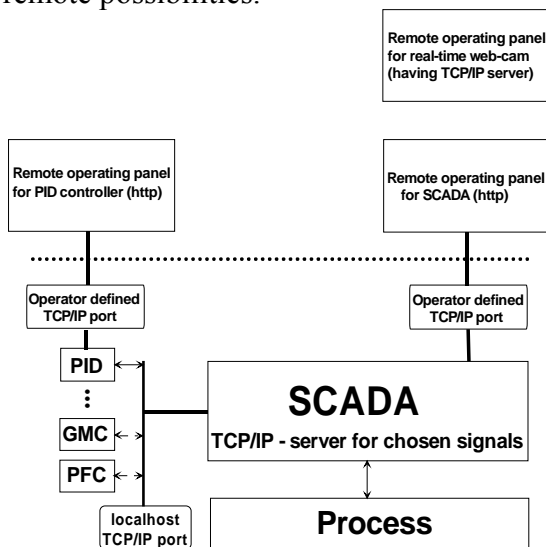 remote possibilities.
Remote operating panel
for real-time web-cam
(having TCP/IP server)
Remote operating panel
for PID controller (http)
Remote operating panel
for SCADA (http)
Operator defined
TCP/IP port
Operator defined
TCP/IP port
PID
GMC
PFC
SCADA
TCP/IP - server for chosen signals
localhost
TCP/IP port
Process